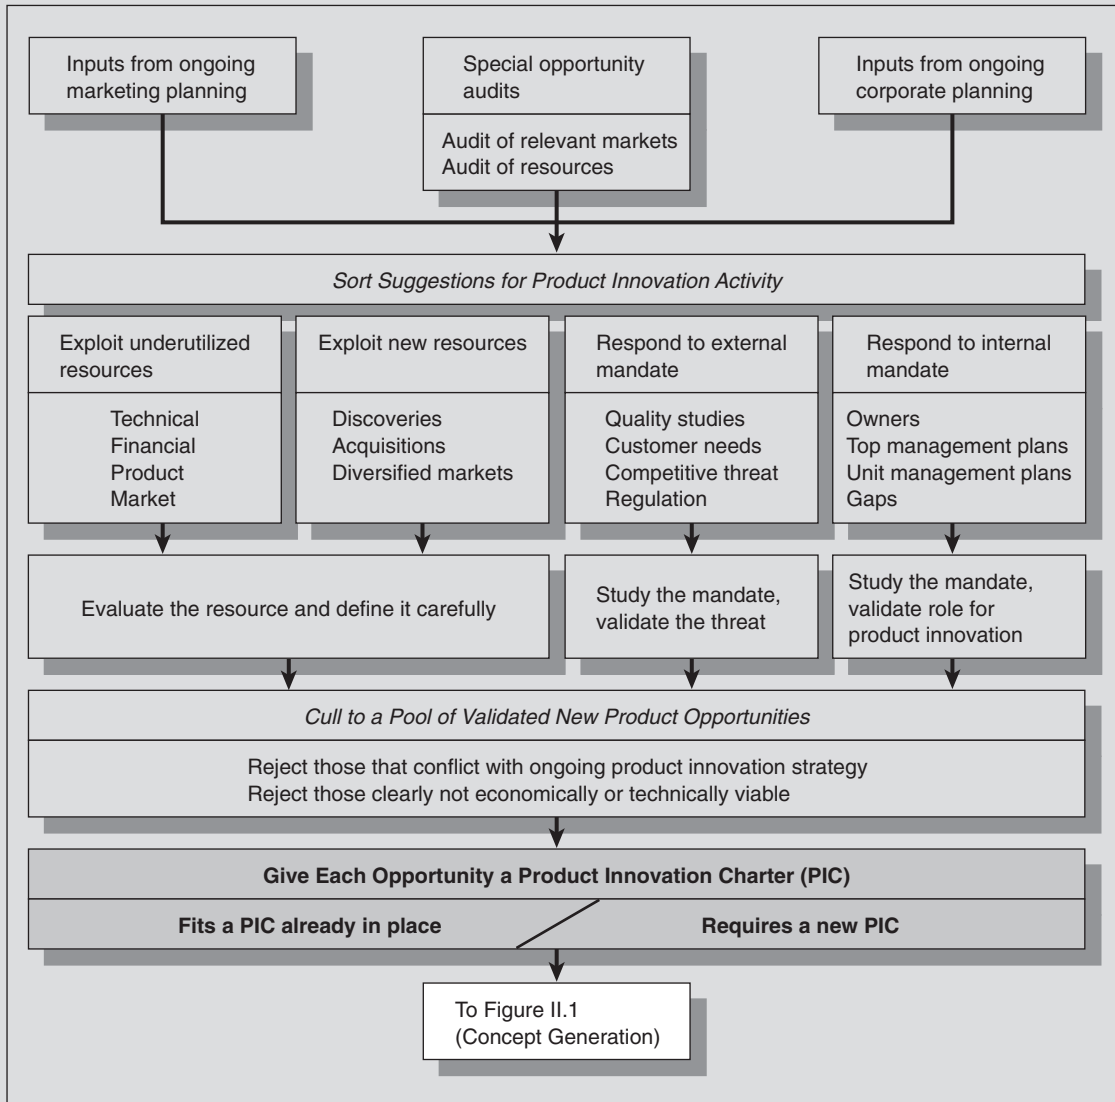 Inputs from ongoing
marketing planning
Special opportunity
audits
Audit of relevant markets
Audit of resources
Inputs from ongoing
corporate planning
Sort Suggestions for Product Innovation Activity
Exploit underutilized
resources
Technical
Financial
Product
Market
Exploit new resources
Discoveries
Acquisitions
Diversified markets
Respond to external
mandate
Quality studies
Customer needs
Competitive threat
Regulation
Respond to internal
mandate
Owners
Top management plans
Unit management plans
Gaps
Evaluate the resource and define it carefully
Study the mandate,
validate the threat
Study the mandate,
validate role for
product innovation
Cull to a Pool of Validated New Product Opportunities
Reject those that conflict with ongoing product innovation strategy
Reject those clearly not economically or technically viable
Give Each Opportunity a Product Innovation Charter (PIC)
Fits a PIC already in place
Requires a new PIC
To Figure II.1
(Concept Generation)